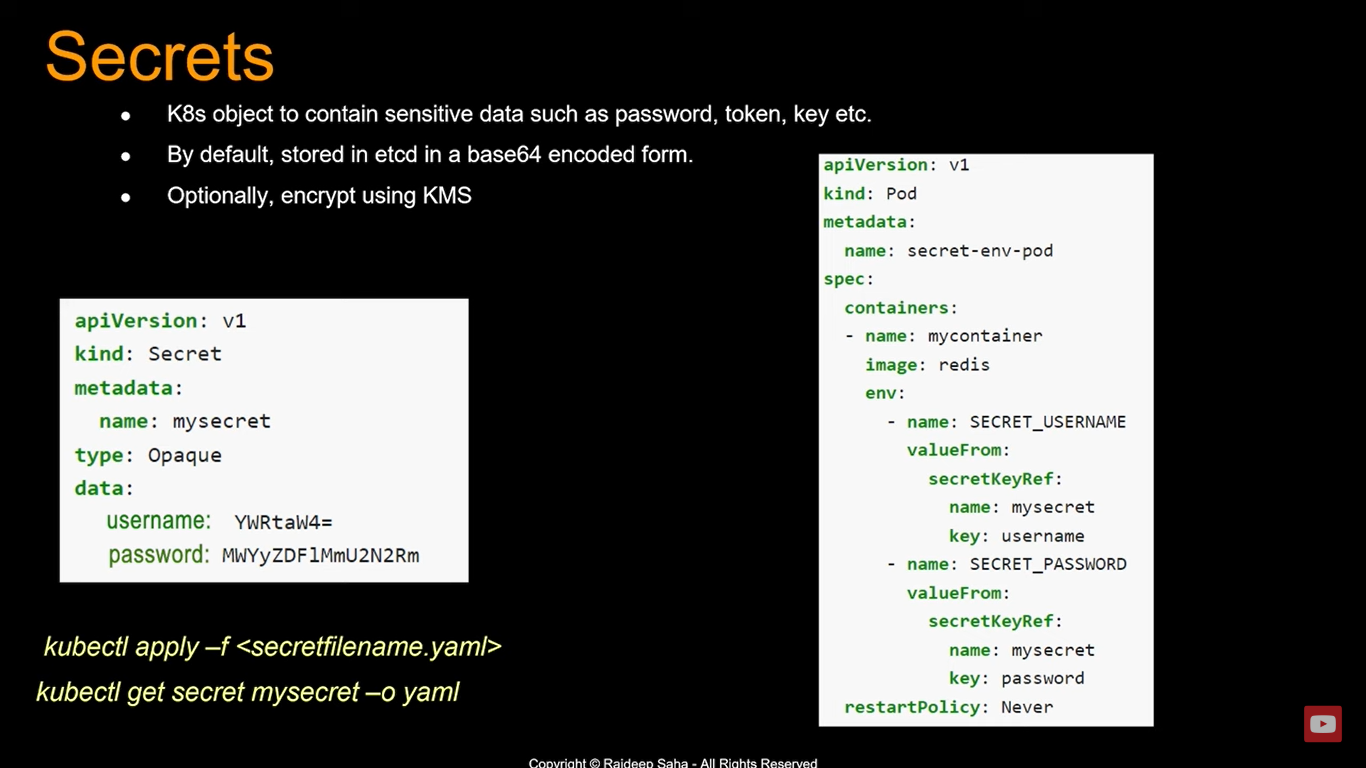 Secrets
● K8s object to contain sensitive data such as password, token, key etc.
● By default, stored in etcd in a base64 encoded form.
● Optionally, encrypt using KMS
apiVersion: v1
kind: Secret
metadata:
  name: mysecret
type: Opaque
data:
  username: YWRtaW4=
  password: MWYyZDFlMmU2N2Rm
kubectl apply –f <secretfilename.yaml>
kubectl get secret mysecret –o yaml
apiVersion: v1
kind: Pod
metadata:
  name: secret-env-pod
spec:
  containers:
  - name: mycontainer
    image: redis
    env:
      - name: SECRET_USERNAME
        valueFrom:
          secretKeyRef:
            name: mysecret
            key: username
      - name: SECRET_PASSWORD
        valueFrom:
          secretKeyRef:
            name: mysecret
            key: password
  restartPolicy: Never
Copyright © Rajdeep Saha - All Rights Reserved